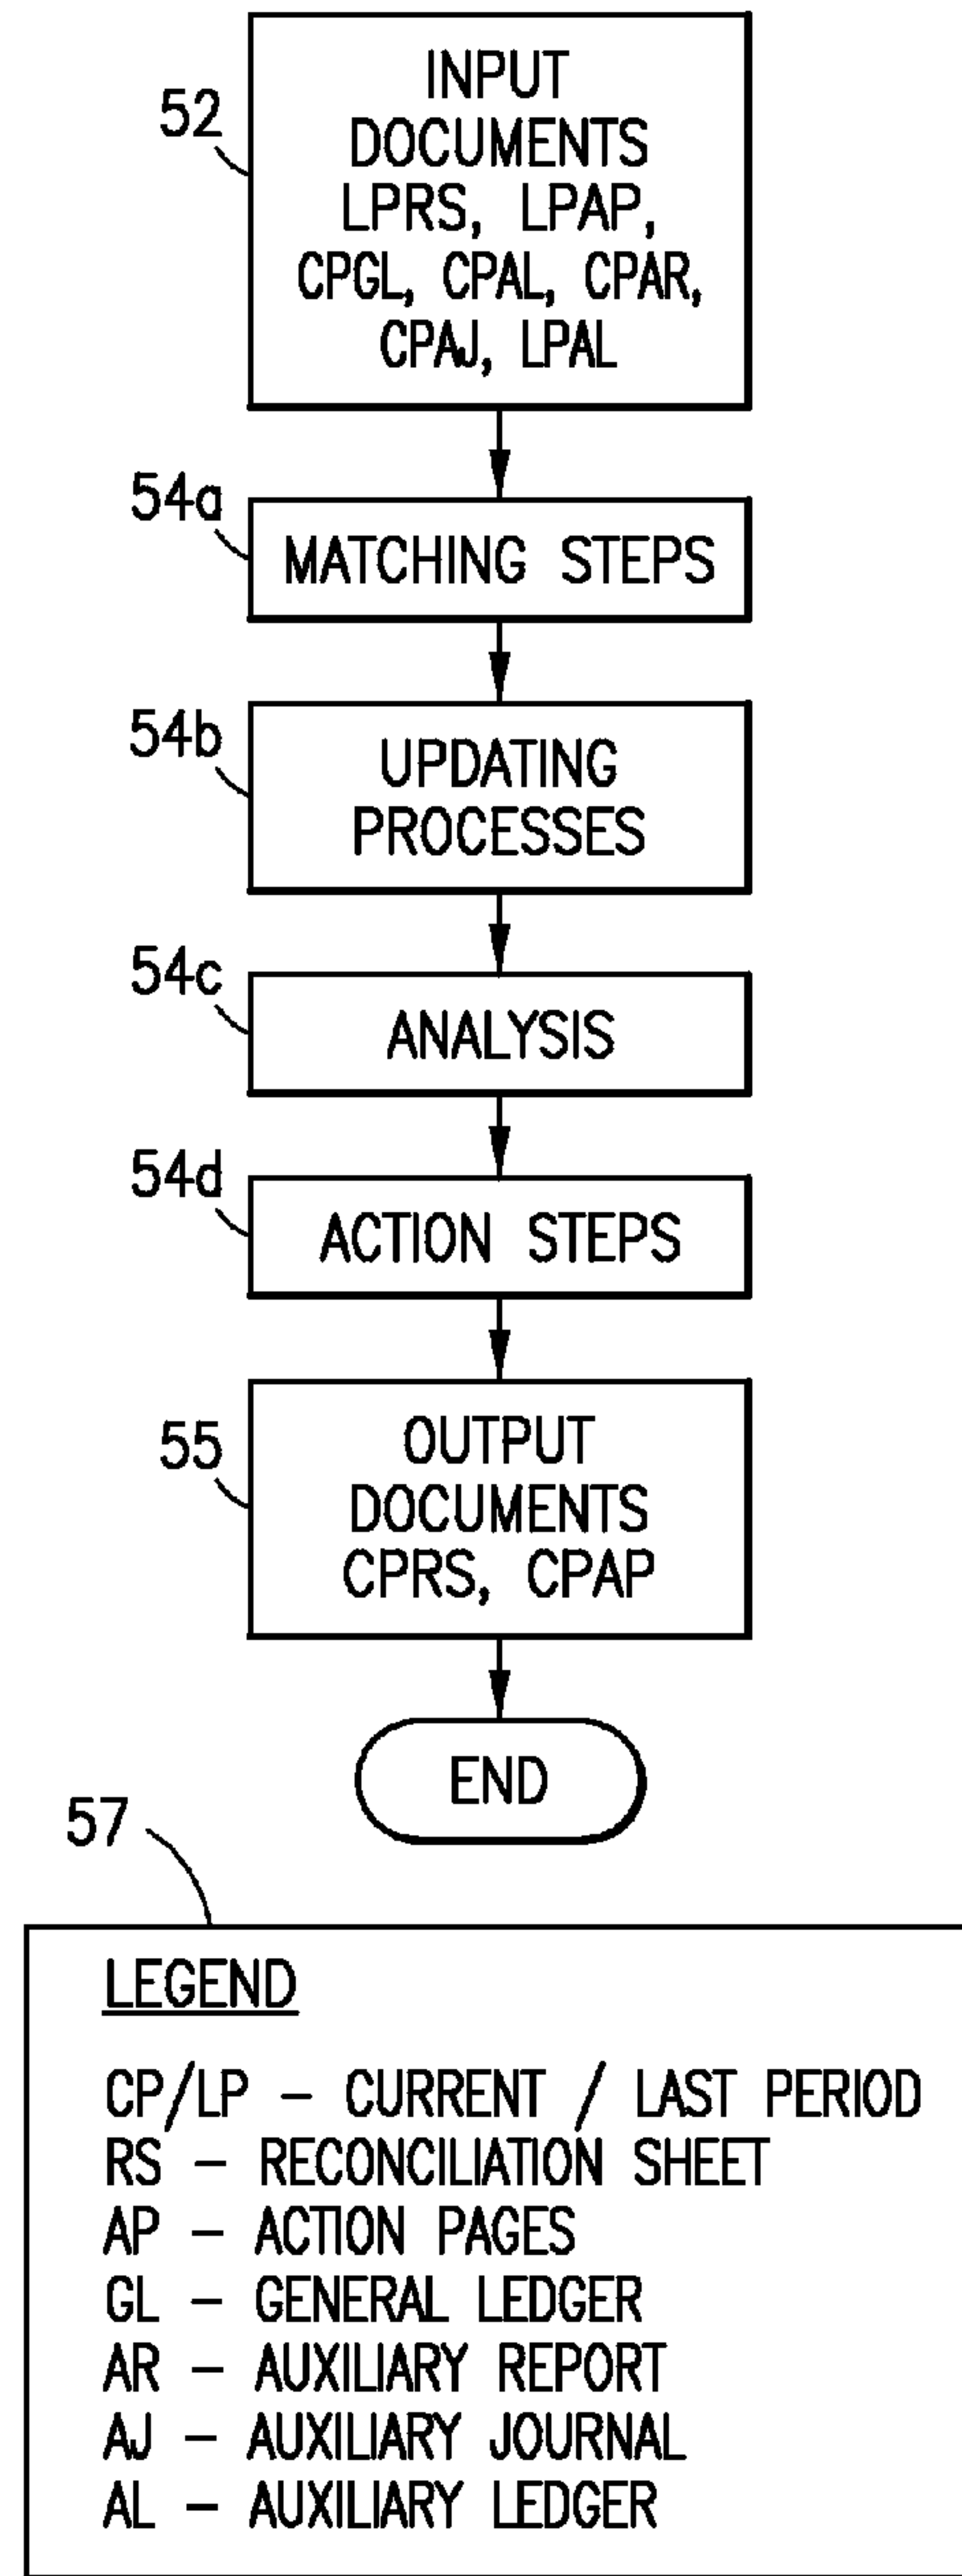 52
INPUT
DOCUMENTS
LPRS, LPAP,
CPGL, CPAL, CPAR,
CPAJ, LPAL
54a
MATCHING STEPS
54b
UPDATING
PROCESSES
54c
ANALYSIS
54d
ACTION STEPS
55
OUTPUT
DOCUMENTS
CPRS, CPAP
END
57
LEGEND
CP/LP – CURRENT / LAST PERIOD
RS – RECONCILIATION SHEET
AP – ACTION PAGES
GL – GENERAL LEDGER
AR – AUXILIARY REPORT
AJ – AUXILIARY JOURNAL
AL – AUXILIARY LEDGER